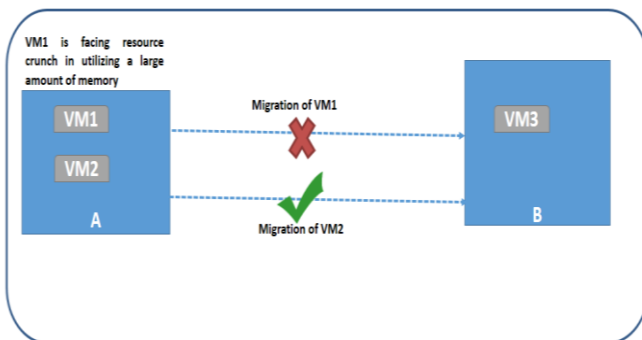 VM1 is facing resource
crunch in utilizing a large
amount of memory
VM1
Migration of VM1
VM3
VM2
A
B
Migration of VM2